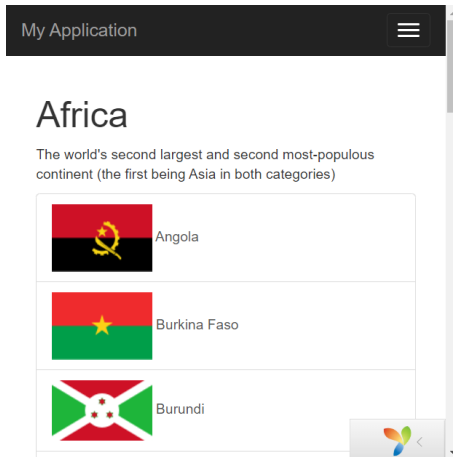 My Application
Africa
The world's second largest and second most-populous
continent (the first being Asia in both categories)
Angola
Burkina Faso
Burundi